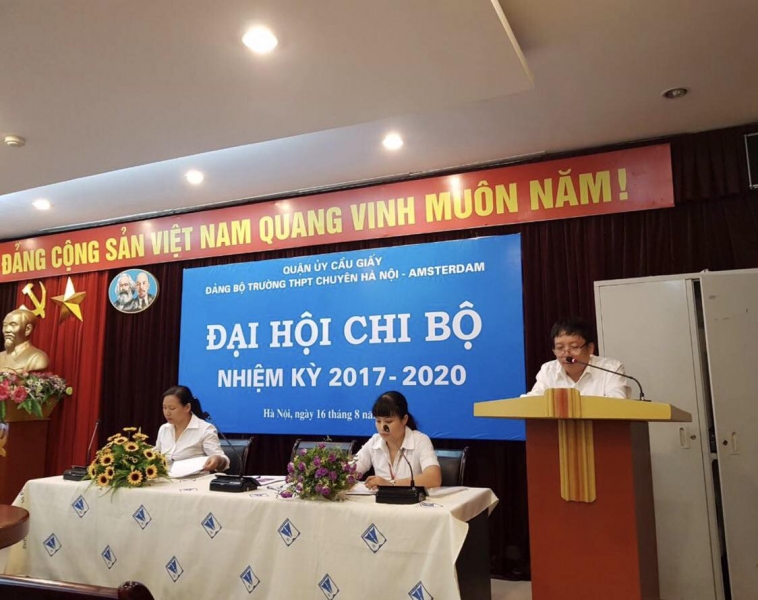 ĐẢNG CỘNG SẢN VIỆT NAM QUANG VINH MUÔN NĂM!
QUẬN ỦY CẦU GIẤY
ĐẢNG BỘ TRƯỜNG THPT CHUYÊN HÀ NỘI - AMSTERDAM
ĐẠI HỘI CHI BỘ
NHIỆM KỲ 2017-2020
Hà Nội, ngày 16 tháng 8